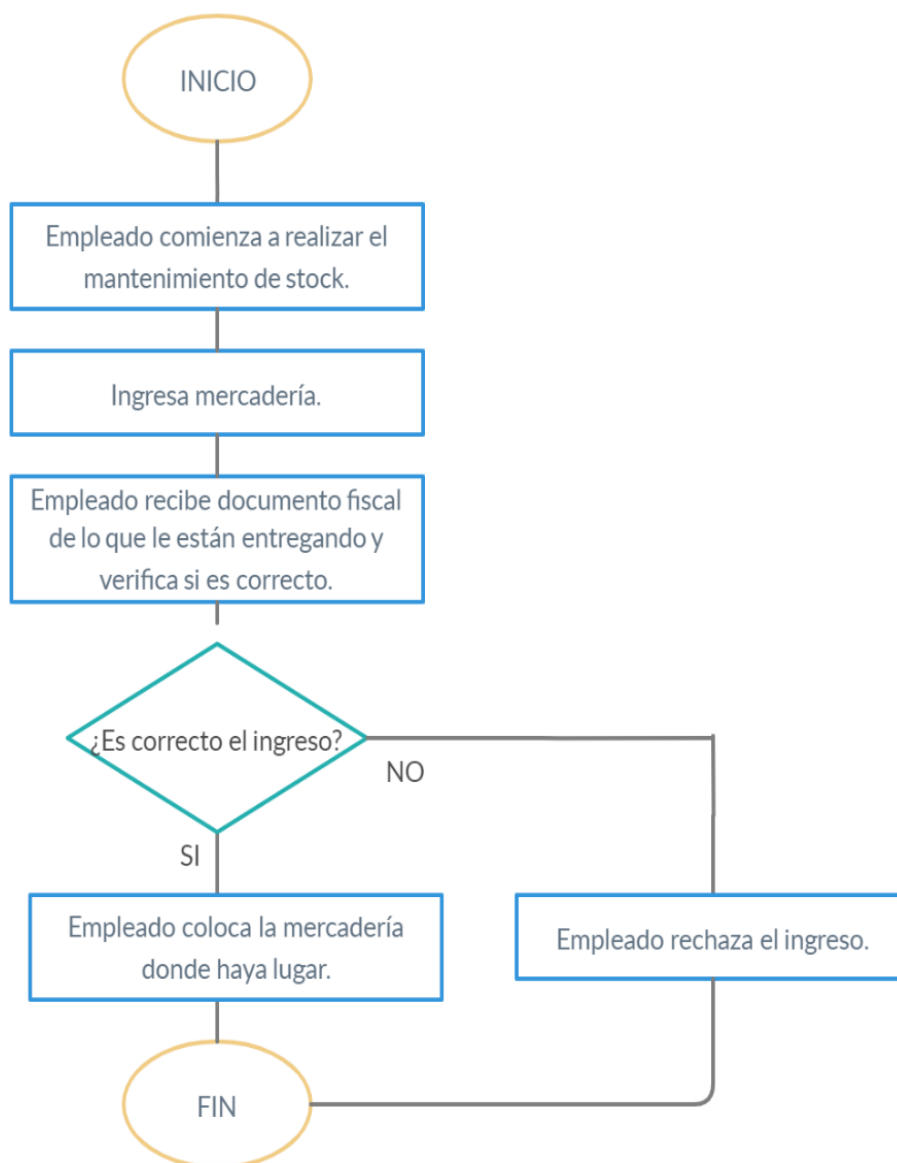 INICIO
Empleado comienza a realizar el
mantenimiento de stock.
Ingresa mercadería.
Empleado recibe documento fiscal
de lo que le están entregando y
verifica si es correcto.
¿Es correcto el ingreso?
NO
SI
Empleado coloca la mercadería
donde haya lugar.
Empleado rechaza el ingreso.
FIN